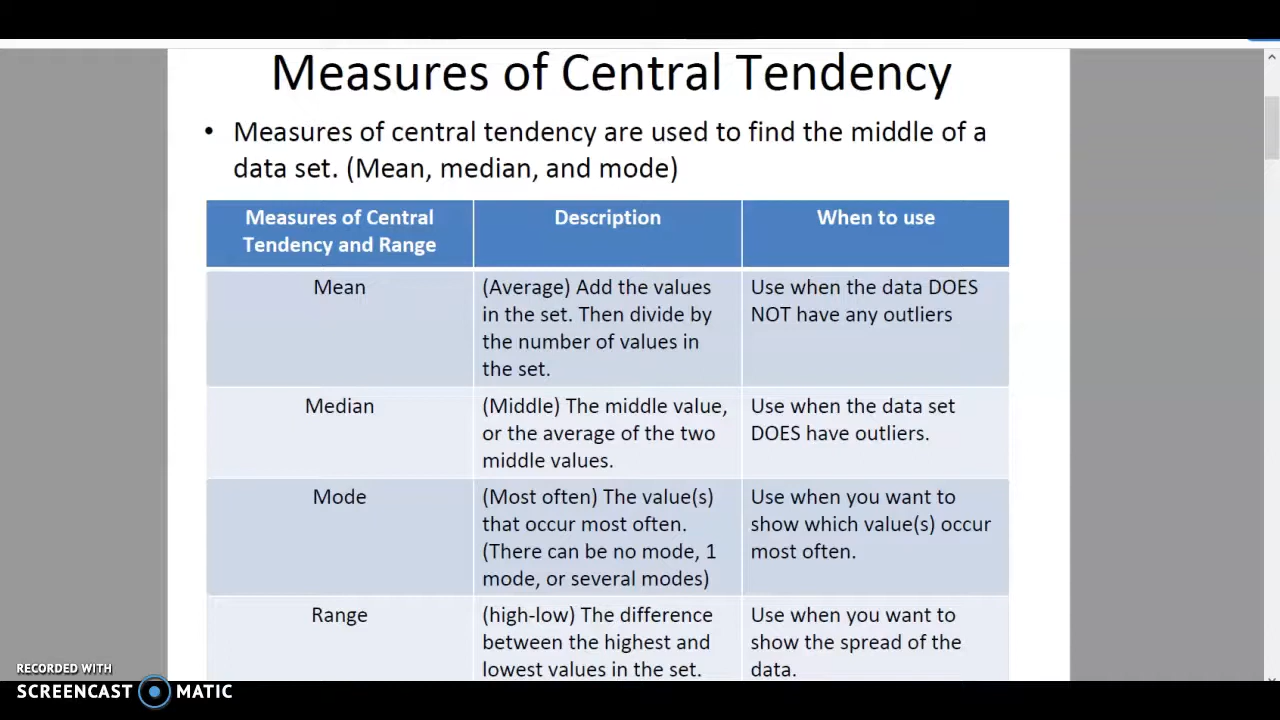 Measures of Central Tendency
• Measures of central tendency are used to find the middle of a
data set. (Mean, median, and mode)
Measures of Central
Tendency and Range
Description
When to use
Mean
(Average) Add the values
in the set. Then divide by
the number of values in
the set.
Use when the data DOES
NOT have any outliers
Median
(Middle) The middle value,
or the average of the two
middle values.
Use when the data set
DOES have outliers.
Mode
(Most often) The value(s)
that occur most often.
(There can be no mode, 1
mode, or several modes)
Use when you want to
show which value(s) occur
most often.
Range
(high-low) The difference
between the highest and
lowest values in the set.
Use when you want to
show the spread of the
data.
RECORDED WITH
SCREENCAST MATIC